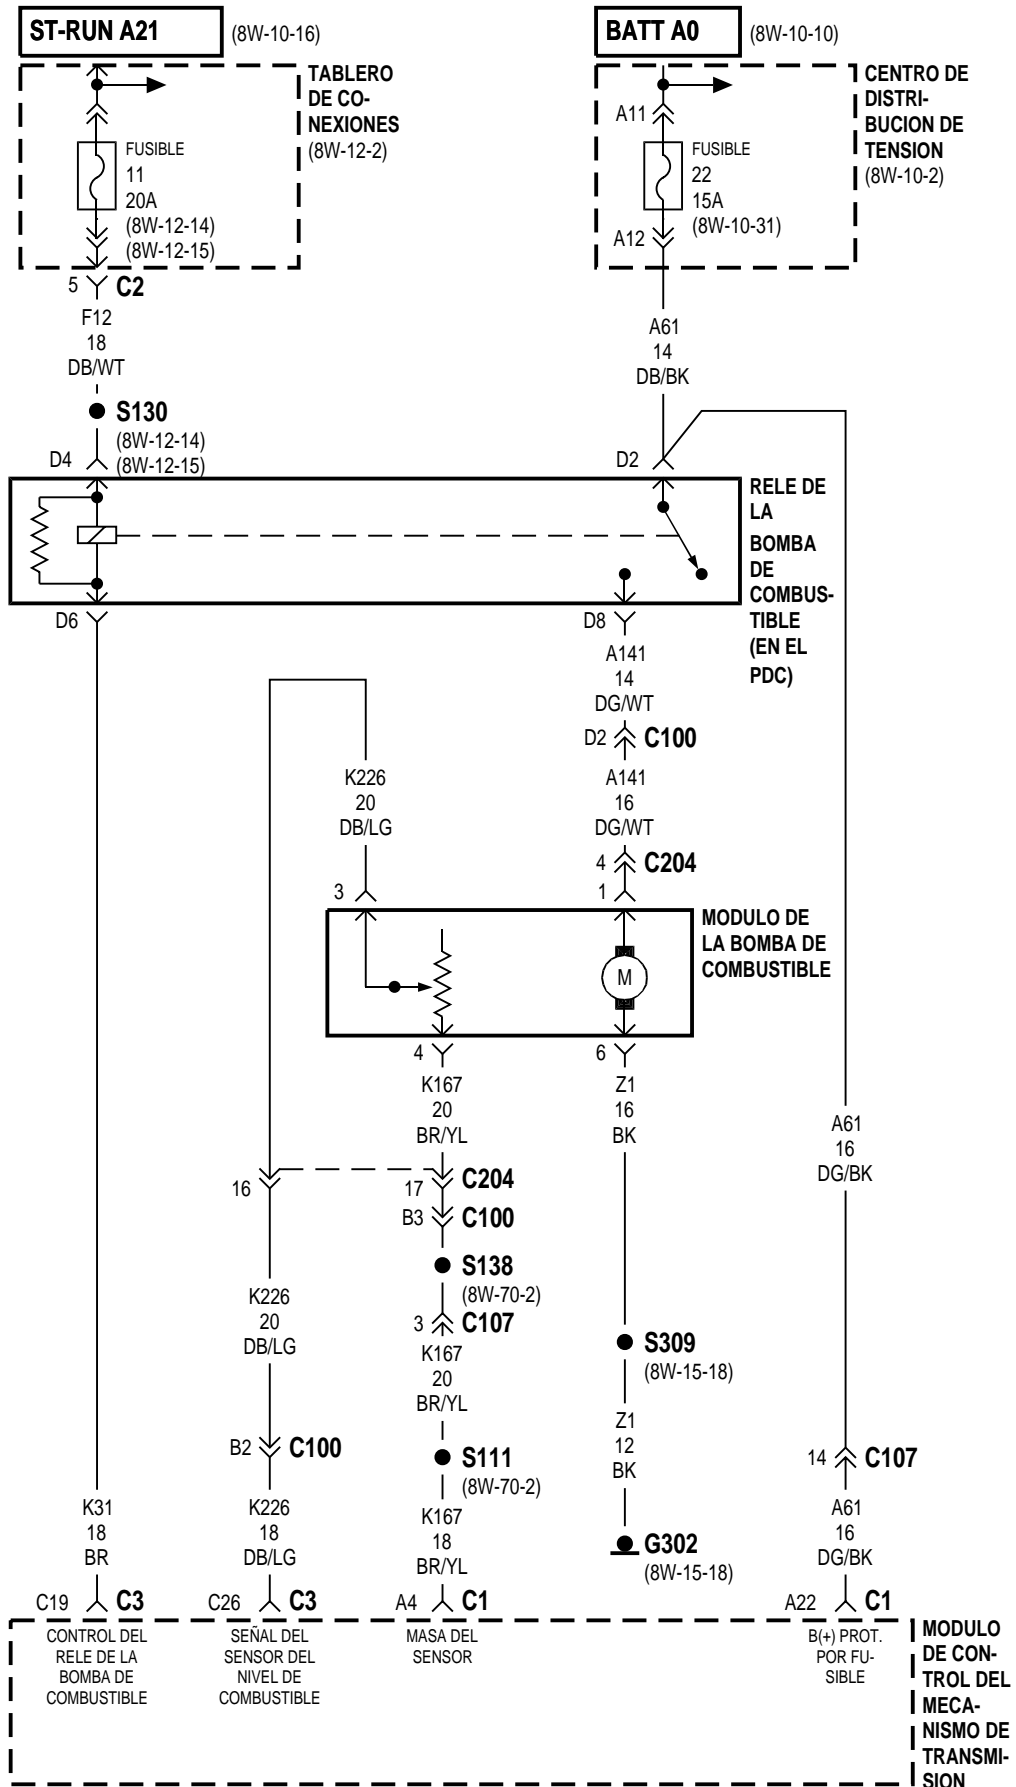 ST-RUN A21
(8W-10-16)
BATT A0
(8W-10-10)
TABLERO
DE CO-
NEXIONES
(8W-12-2)
FUSIBLE
11
20A
(8W-12-14)
(8W-12-15)
CENTRO DE
DISTRI-
BUCION DE
TENSION
(8W-10-2)
A11
FUSIBLE
22
15A
(8W-10-31)
A12
5
C2
F12
18
DB/WT
S130
(8W-12-14)
(8W-12-15)
D4
A61
14
DB/BK
D2
RELE DE
LA
BOMBA
DE
COMBUS-
TIBLE
(EN EL
PDC)
D6
D8
A141
14
DG/WT
D2
C100
A141
16
DG/WT
4
C204
K226
20
DB/LG
3
1
MODULO DE
LA BOMBA DE
COMBUSTIBLE
M
4
6
K167
20
BR/YL
Z1
16
BK
A61
16
DG/BK
16
17
C204
B3
C100
S138
(8W-70-2)
3
C107
K226
20
DB/LG
K167
20
BR/YL
S309
(8W-15-18)
Z1
12
BK
B2
C100
S111
(8W-70-2)
14
C107
K31
18
BR
K226
18
DB/LG
K167
18
BR/YL
G302
(8W-15-18)
A61
16
DG/BK
C19
C3
C26
C3
A4
C1
A22
C1
CONTROL DEL
RELE DE LA
BOMBA DE
COMBUSTIBLE
SEÑAL DEL
SENSOR DEL
NIVEL DE
COMBUSTIBLE
MASA DEL
SENSOR
B(+) PROT.
POR FU-
SIBLE
MODULO
DE CON-
TROL DEL
MECA-
NISMO DE
TRANSMI-
SION